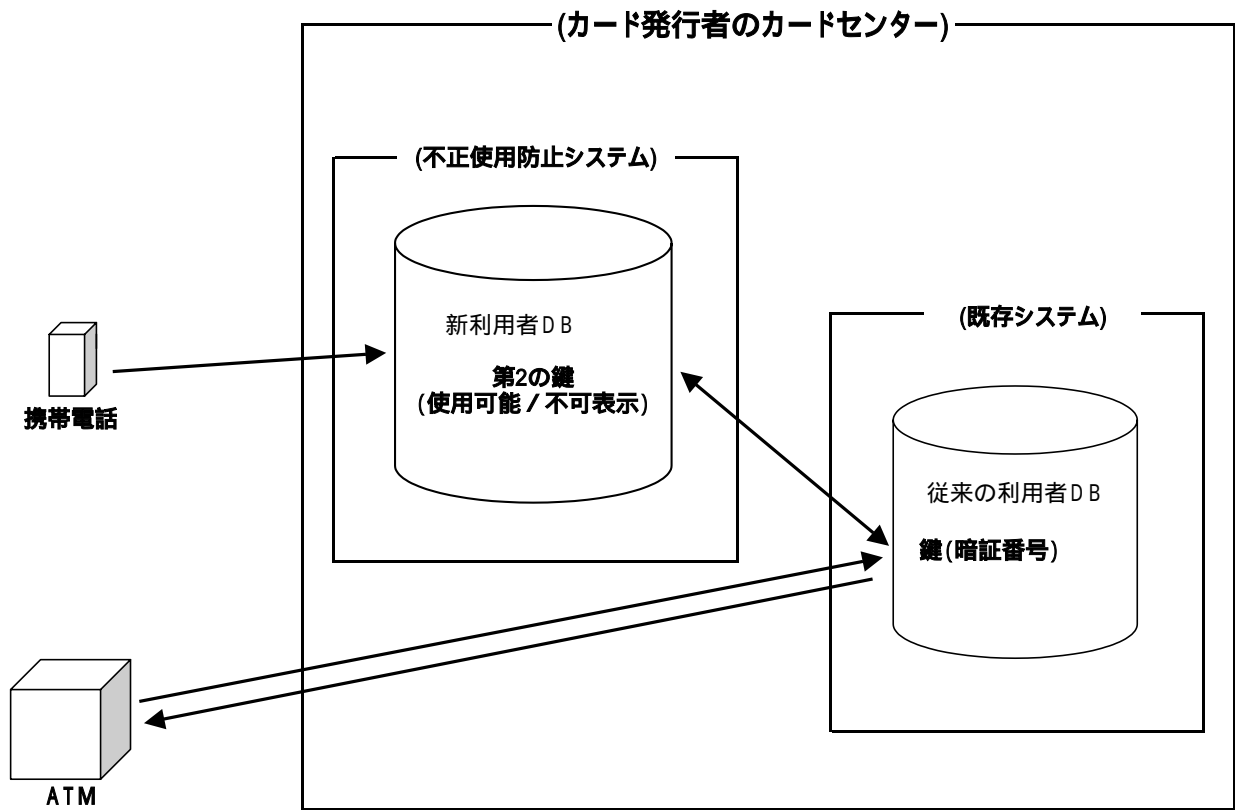 (カード発行者のカードセンター)
(不正使用防止システム)
新利用者DB
第2の鍵
(使用可能/不可表示)
携帯電話
(既存システム)
従来の利用者DB
鍵(暗証番号)
ATM